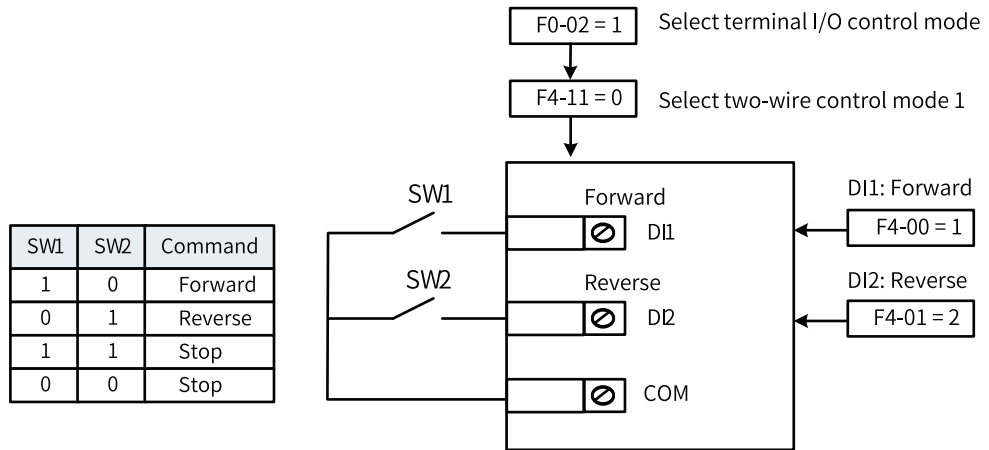 F0-02 = 1 Select terminal I/O control mode
F4-11 = 0 Select two-wire control mode 1
SW1 SW2 Command
1 0 Forward
0 1 Reverse
1 1 Stop
0 0 Stop
SW1
SW2
Forward
DI1
Reverse
DI2
COM
DI1: Forward
F4-00 = 1
DI2: Reverse
F4-01 = 2